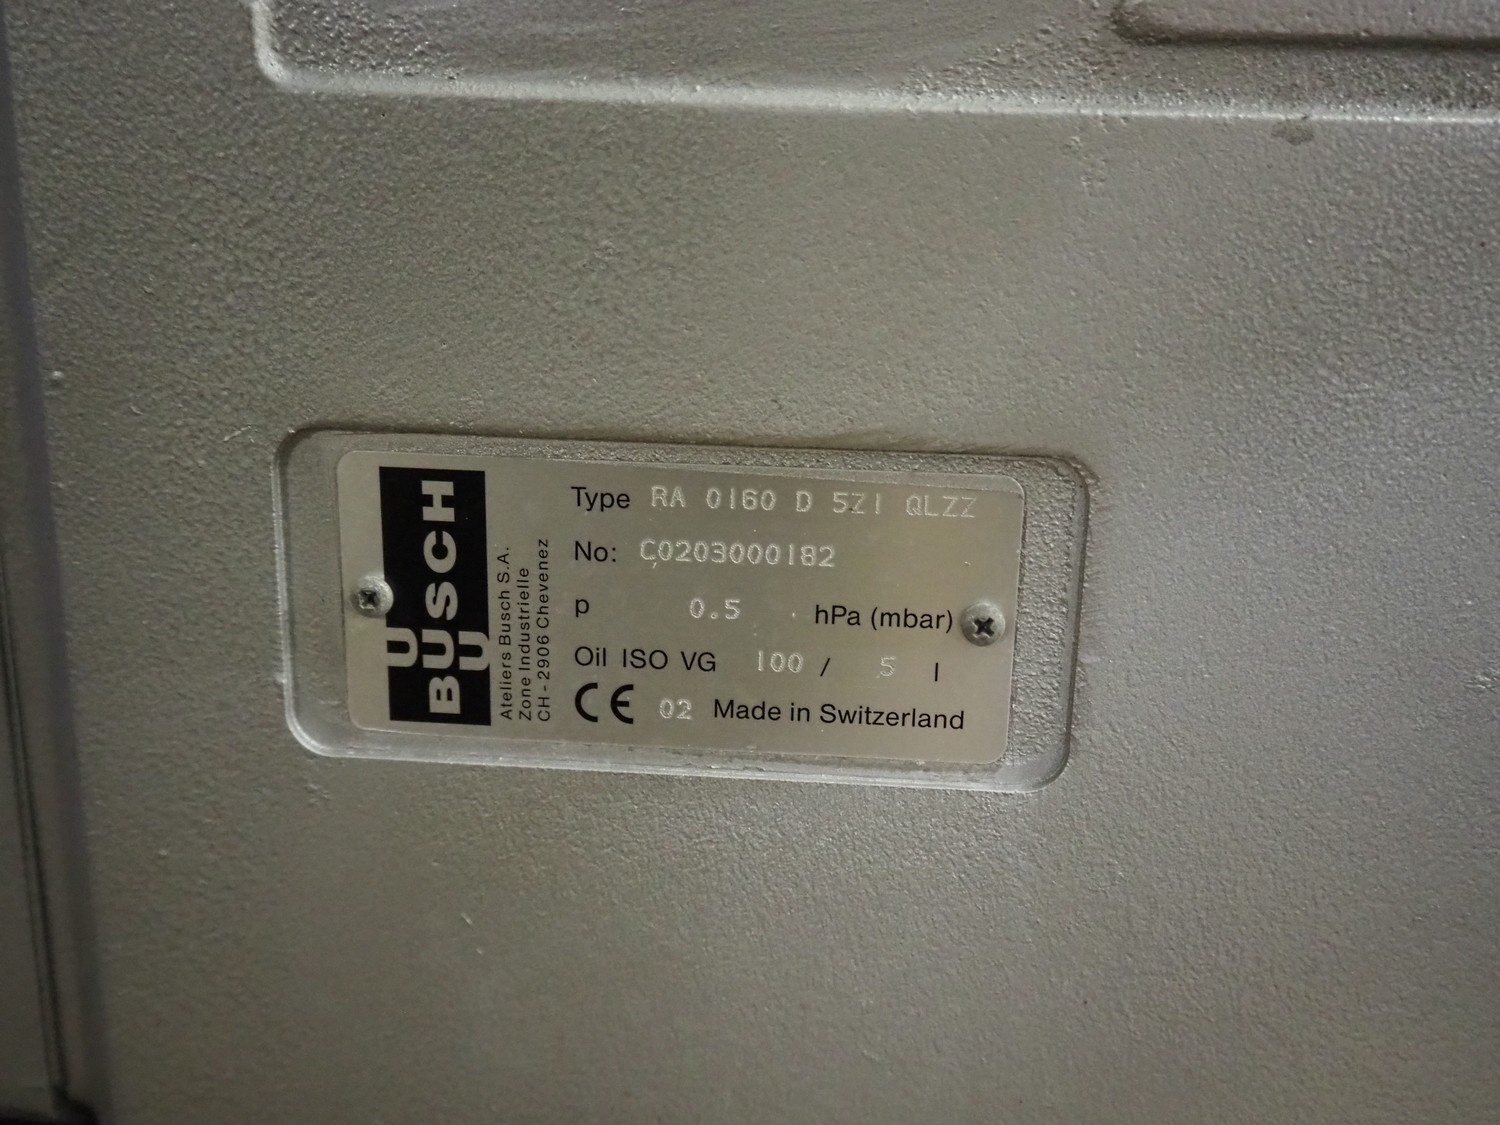 U
BUSCH
U
Ateliers Busch S.A.
Zone Industrielle
CH - 2906 Chevenez
Type RA 0160 D 5Z1 QLZZ
No: C0203000182
p 0.5 hPa (mbar)
Oil ISO VG 100 / 5 l
CE 02 Made in Switzerland